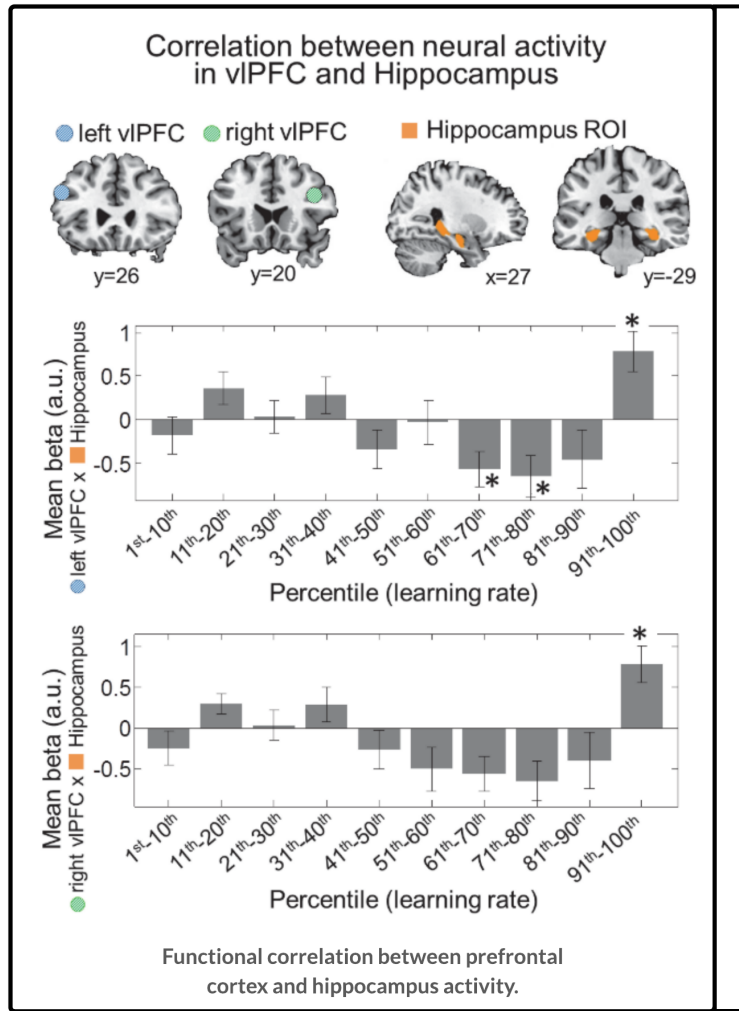 Correlation between neural activity
in vlPFC and Hippocampus
left vlPFC right vlPFC Hippocampus ROI
y=26 y=20 x=27 y=-29
Mean beta (a.u.)
left vlPFC x Hippocampus
1
0.5
0
-0.5
* * *
1st-10th 11th-20th 21th-30th 31th-40th 41th-50th 51th-60th 61th-70th 71th-80th 81th-90th 91th-100th
Percentile (learning rate)
Mean beta (a.u.)
right vlPFC x Hippocampus
1
0.5
0
-0.5
*
1st-10th 11th-20th 21th-30th 31th-40th 41th-50th 51th-60th 61th-70th 71th-80th 81th-90th 91th-100th
Percentile (learning rate)
Functional correlation between prefrontal
cortex and hippocampus activity.